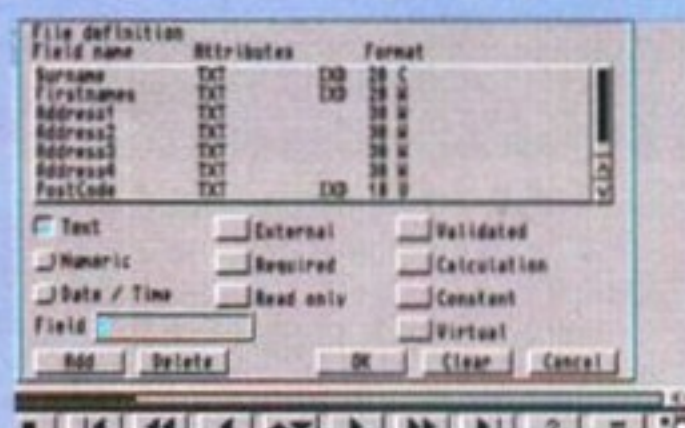 File definition
Field name Attributes Format
Surname TXT IXD 20 C
Firstnames TXT IXD 20 W
Address1 TXT 30 W
Address2 TXT 30 W
Address3 TXT 30 W
Address4 TXT 30 W
PostCode TXT IXD 10 U
Text External Validated
Numeric Required Calculation
Date / Time Read only Constant
Virtual
Field
Add Delete OK Clear Cancel